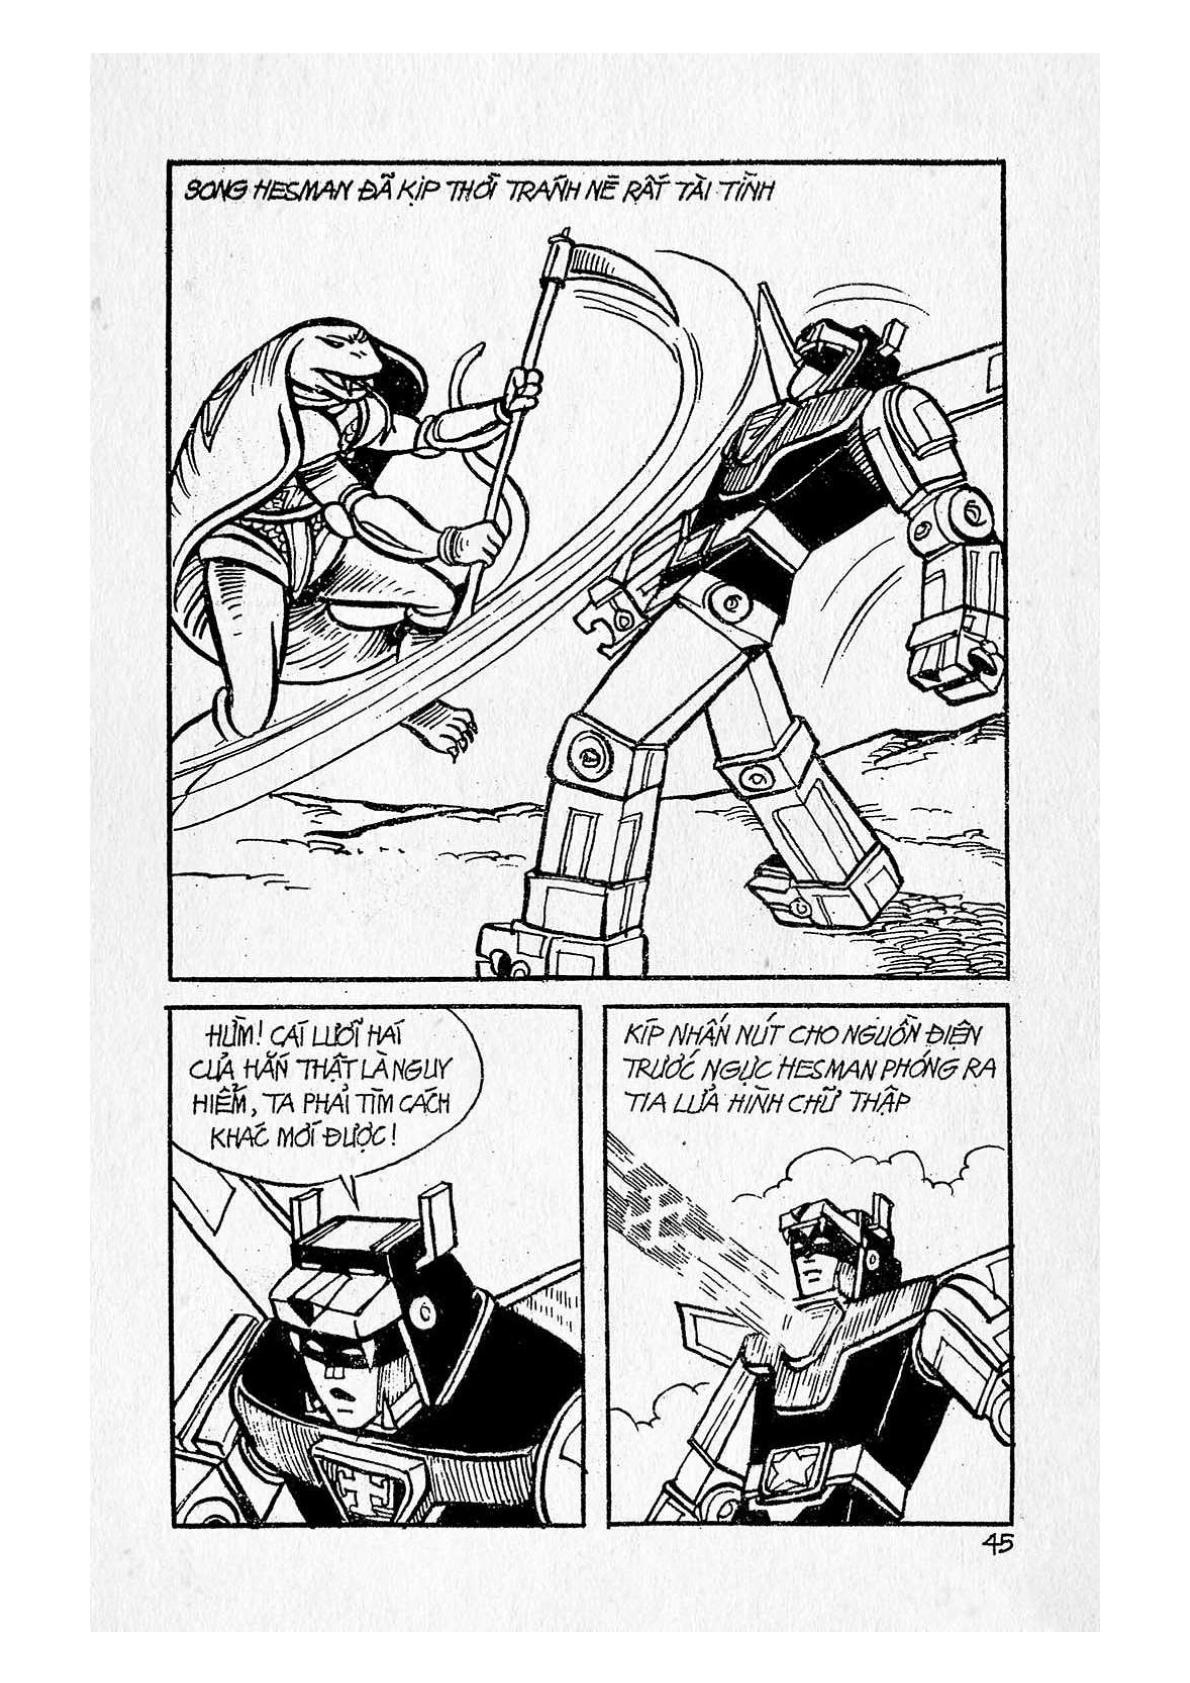 SONG HESMAN ĐÃ KỊP THỜI TRÁNH NÉ RẤT TÀI TÌNH
HỪM! CÁI LƯỠI HÁI
CỦA HẮN THẬT LÀ NGUY
HIỂM, TA PHẢI TÌM CÁCH
KHÁC MỚI ĐƯỢC!
KÍP NHẤN NÚT CHO NGUỒN ĐIỆN
TRƯỚC NGỰC HESMAN PHÓNG RA
TIA LỬA HÌNH CHỮ THẬP
45